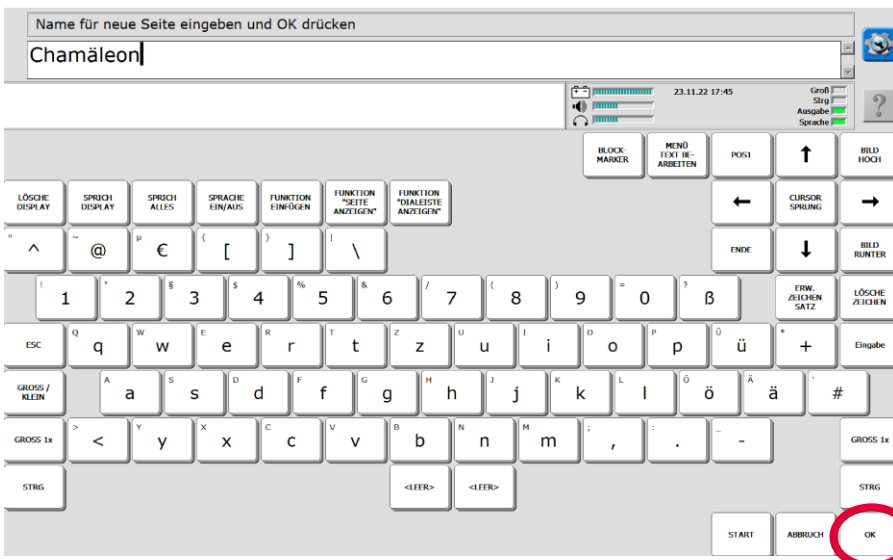 Name für neue Seite eingeben und OK drücken
Chamäleon
23.11.22 17:45
Groß
Strg
Ausgabe
Sprache
?
BLOCK-
MARKER
MENÜ
TEXT BE-
ARBEITEN
POS1
↑
BILD
HOCH
LÖSCHE
DISPLAY
SPRICH
DISPLAY
SPRICH
ALLES
SPRACHE
EIN/AUS
FUNKTION
EINFÜGEN
FUNKTION
"SEITE
ANZEIGEN"
FUNKTION
"DIALEISTE
ANZEIGEN"
←
CURSOR
SPRUNG
→
° ^ ~ @ µ € { [ } ] | \
ENDE
↓
BILD
RUNTER
! 1 " 2 § 3 $ 4 % 5 & 6 / 7 ( 8 ) 9 = 0 ? ß
ERW.
ZEICHEN
SATZ
LÖSCHE
ZEICHEN
ESC Q q W w E e R r T t Z z U u I i O o P p Ü ü * + Eingabe
GROSS /
KLEIN
A a S s D d F f G g H h J j K k L l Ö ö Ä ä ' #
GROSS 1x > < Y y X x C c V v B b N n M m ; , : . _ - GROSS 1x
STRG <LEER> <LEER> STRG
START ABBRUCH OK